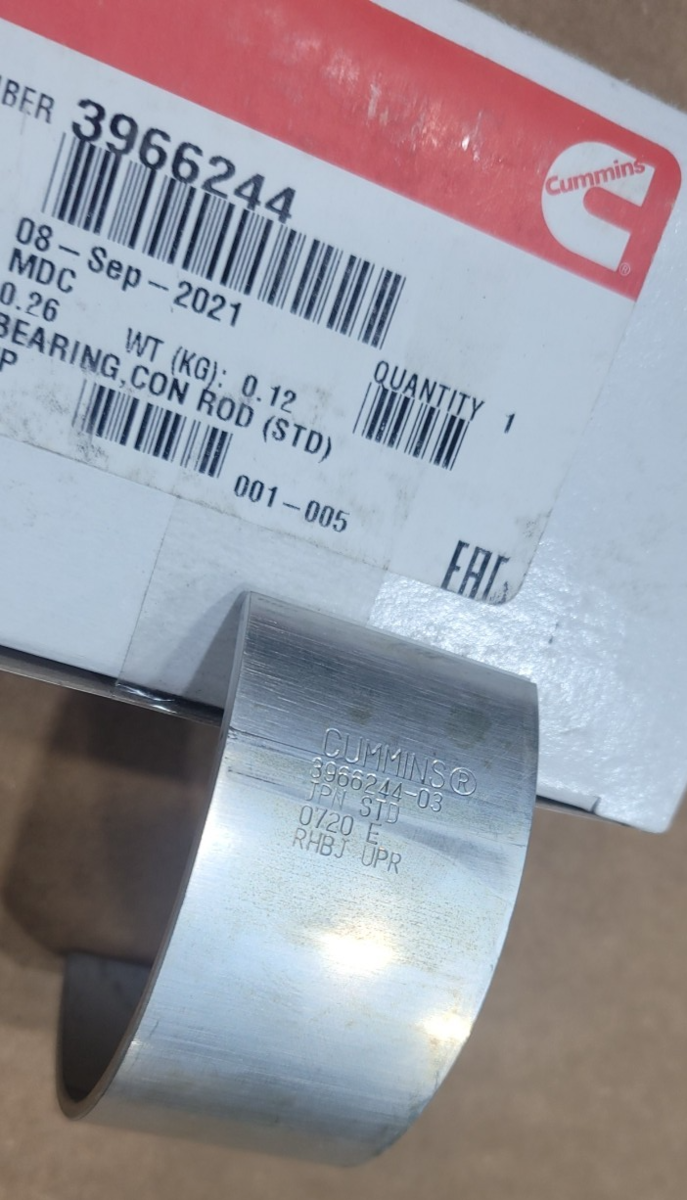 3966244
Cummins
®
08-Sep-2021
MDC
0.26
WT (KG): 0.12
QUANTITY 1
BEARING,CON ROD (STD)
P
001-005
EAC
CUMMINS®
3966244-03
JPN STD
0720 E
RHBJ UPR